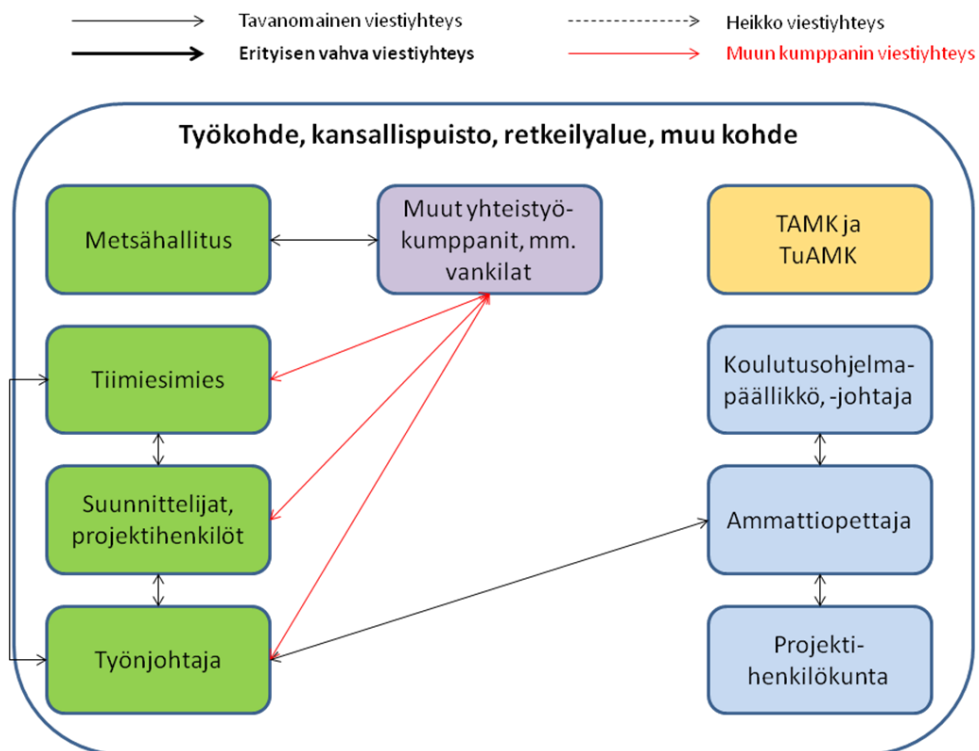 Tavanomainen viestiyhteys
Heikko viestiyhteys
Erityisen vahva viestiyhteys
Muun kumppanin viestiyhteys
Työkohde, kansallispuisto, retkeilyalue, muu kohde
Metsähallitus
Muut yhteistyö-
kumppanit, mm.
vankilat
TAMK ja
TuAMK
Tiimiesimies
Koulutusohjelma-
päällikkö, -johtaja
Suunnittelijat,
projektihenkilöt
Ammattiopettaja
Työnjohtaja
Projekti-
henkilökunta